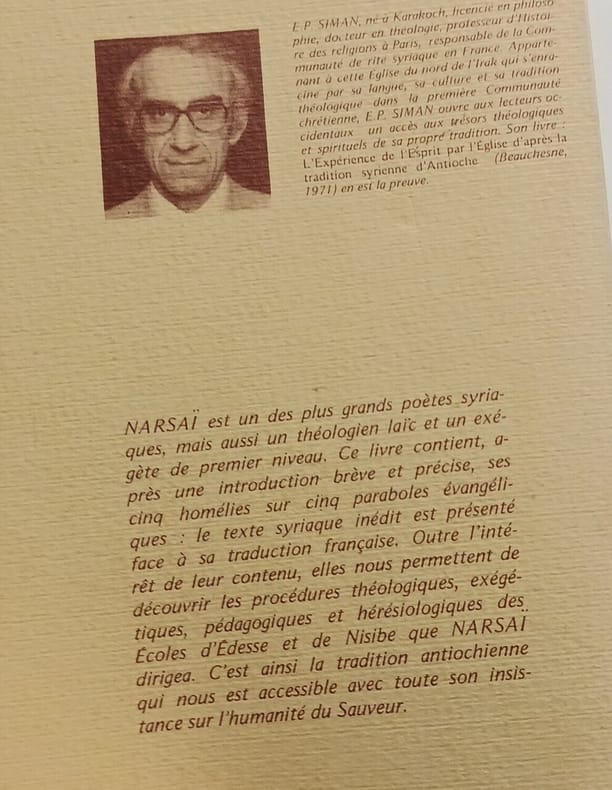 E.P. SIMAN, né à Karakoch, licencié en philoso
phie, docteur en théologie, professeur d'Histoi-
re des religions à Paris, responsable de la Com-
munauté de rite syriaque en France. Apparte-
nant à cette Église du nord de l'Irak qui s'enra-
cine par sa langue, sa culture et sa tradition
théologique dans la première Communauté
chrétienne, E.P. SIMAN ouvre aux lecteurs oc-
cidentaux un accès aux trésors théologiques
et spirituels de sa propre tradition. Son livre :
L'Expérience de l'Esprit par l'Église d'après la
tradition syrienne d'Antioche (Beauchesne,
1971) en est la preuve.
NARSAÏ est un des plus grands poètes syria-
ques, mais aussi un théologien laïc et un exé-
gète de premier niveau. Ce livre contient, a-
près une introduction brève et précise, ses
cinq homélies sur cinq paraboles évangéli-
ques : le texte syriaque inédit est présenté
face à sa traduction française. Outre l'inté-
rêt de leur contenu, elles nous permettent de
découvrir les procédures théologiques, exégé-
tiques, pédagogiques et hérésiologiques des
Écoles d'Édesse et de Nisibe que NARSAÏ
dirigea. C'est ainsi la tradition antiochienne
qui nous est accessible avec toute son insis-
tance sur l'humanité du Sauveur.